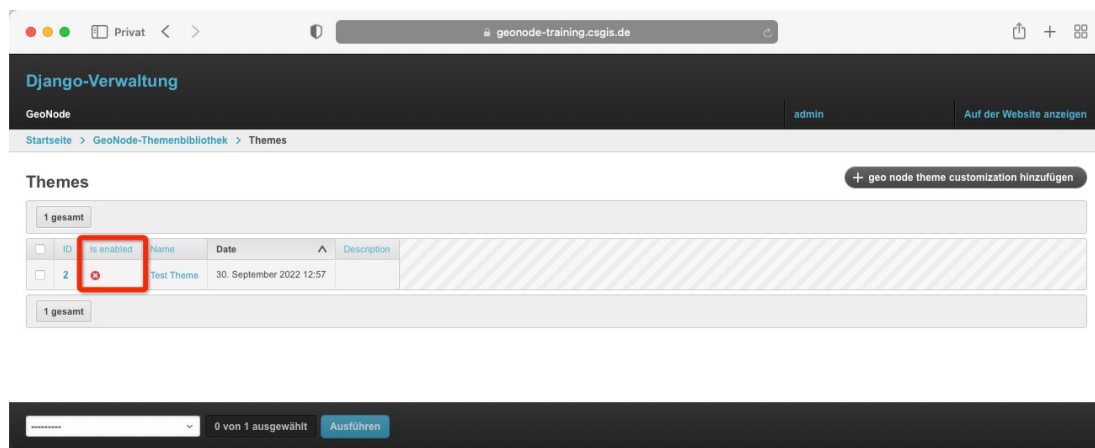 Privat
geonode-training.csgis.de
Django-Verwaltung
GeoNode admin Auf der Website anzeigen
Startseite > GeoNode-Themenbibliothek > Themes
Themes
+ geo node theme customization hinzufügen
1 gesamt
ID Is enabled Name Date Description
2 Test Theme 30. September 2022 12:57
1 gesamt
--------- 0 von 1 ausgewählt Ausführen